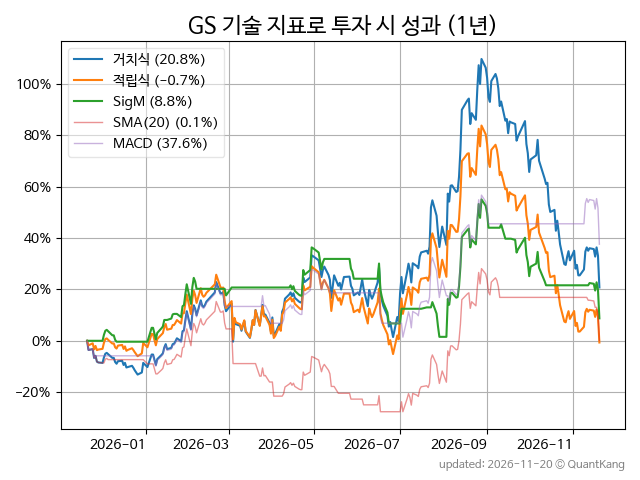 GS 기술 지표로 투자 시 성과 (1년)
거치식 (20.8%)
적립식 (−0.7%)
SigM (8.8%)
SMA(20) (0.1%)
MACD (37.6%)
100%
80%
60%
40%
20%
0%
−20%
2026-01 2026-03 2026-05 2026-07 2026-09 2026-11
updated: 2026-11-20 © QuantKang